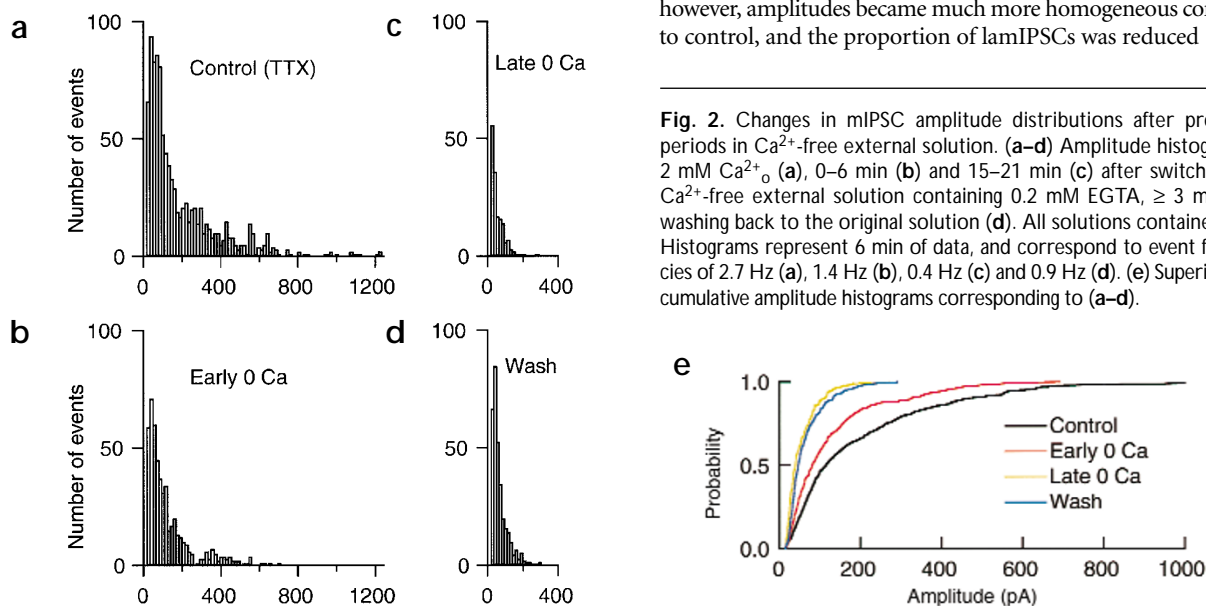 a
100
50
0
Number of events
Control (TTX)
0 400 800 1200
c
100
50
0
Late 0 Ca
0 400
b
100
50
0
Number of events
Early 0 Ca
0 400 800 1200
d
100
50
0
Wash
0 400
however, amplitudes became much more homogeneous
to control, and the proportion of lamIPSCs was reduced
Fig. 2. Changes in mIPSC amplitude distributions after
periods in Ca2+-free external solution. (a–d) Amplitude
2 mM Ca2+o (a), 0–6 min (b) and 15–21 min (c) after
Ca2+-free external solution containing 0.2 mM EGTA, ≥ 3
washing back to the original solution (d). All solutions
Histograms represent 6 min of data, and correspond to event
cies of 2.7 Hz (a), 1.4 Hz (b), 0.4 Hz (c) and 0.9 Hz (d). (e)
cumulative amplitude histograms corresponding to (a–d).
e
1.0
0.5
0.0
Probability
Control
Early 0 Ca
Late 0 Ca
Wash
0 200 400 600 800 1000
Amplitude (pA)